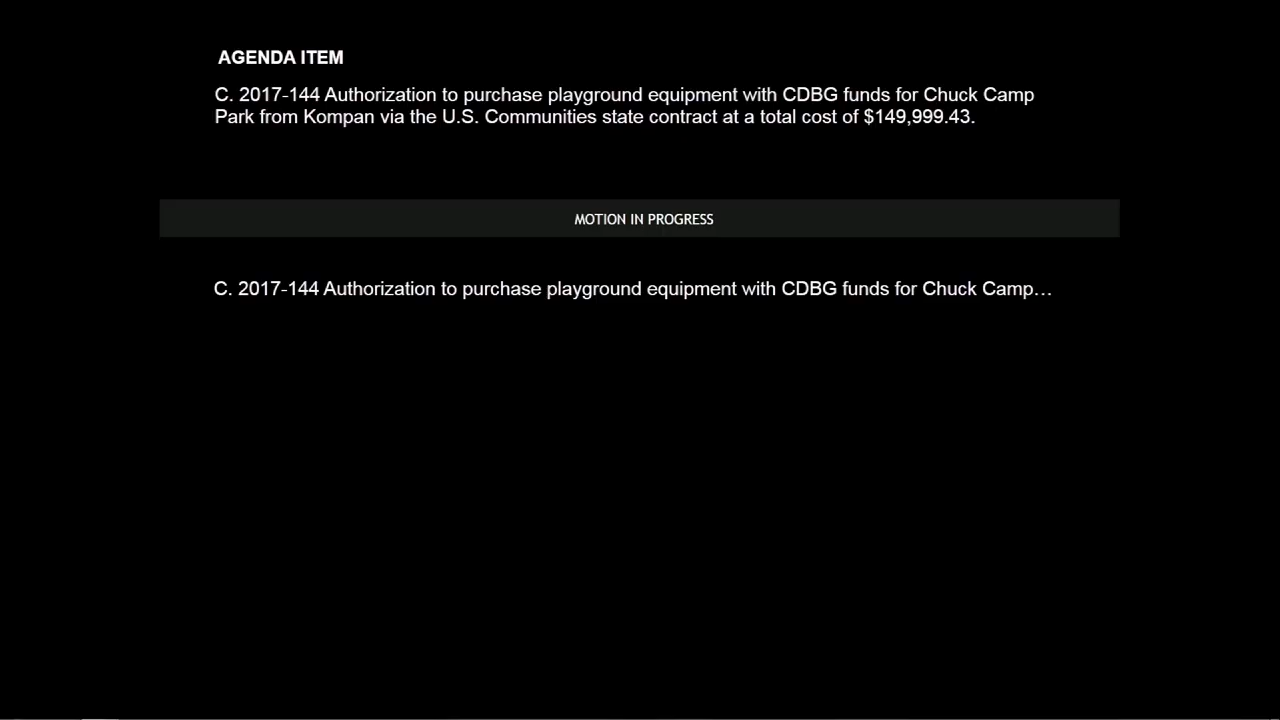 AGENDA ITEM
C. 2017-144 Authorization to purchase playground equipment with CDBG funds for Chuck Camp
Park from Kompan via the U.S. Communities state contract at a total cost of $149,999.43.
MOTION IN PROGRESS
C. 2017-144 Authorization to purchase playground equipment with CDBG funds for Chuck Camp…